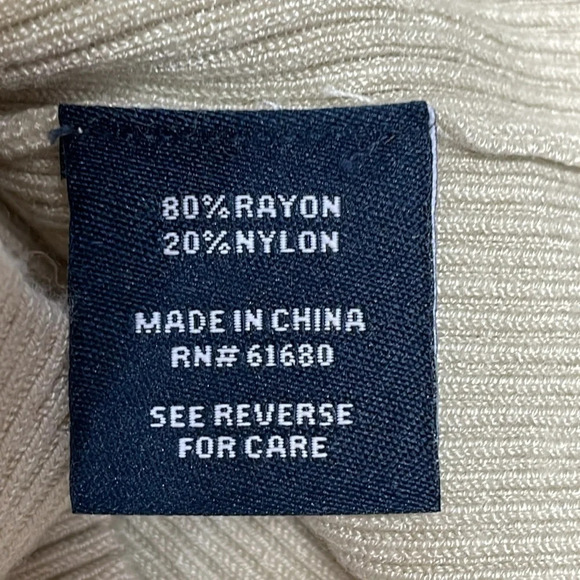 80% RAYON
20% NYLON
MADE IN CHINA
RN# 61680
SEE REVERSE
FOR CARE